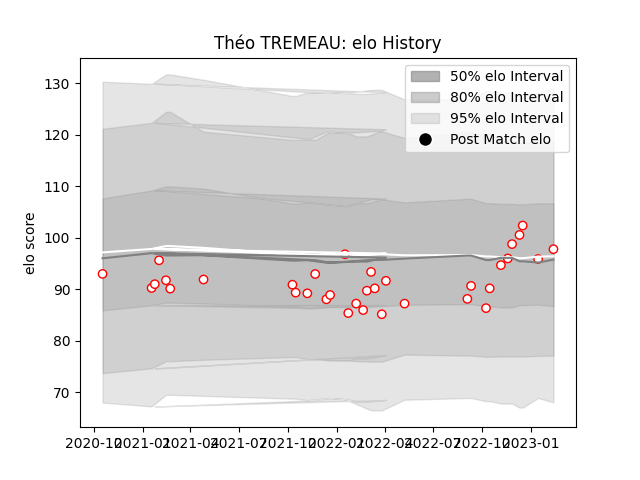 Théo TREMEAU: elo History
50% elo Interval
80% elo Interval
95% elo Interval
Post Match elo
elo score
130
120
110
100
90
80
70
2020-10 2021-01 2021-04 2021-07 2021-10 2022-01 2022-04 2022-07 2022-10 2023-01